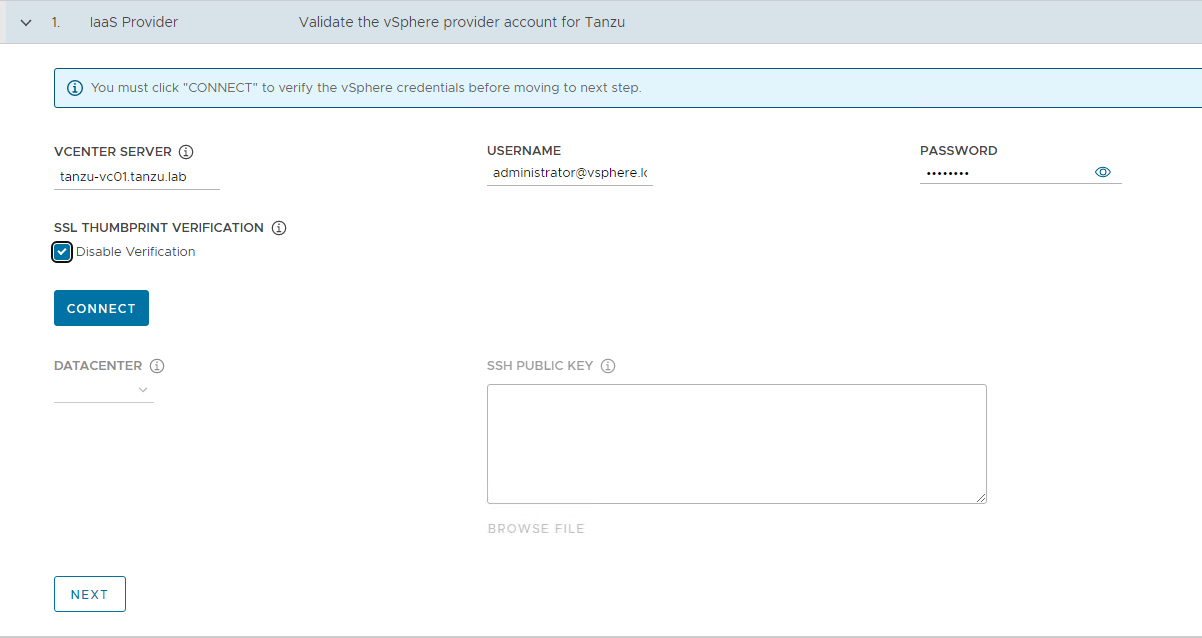 1. IaaS Provider Validate the vSphere provider account for Tanzu
You must click "CONNECT" to verify the vSphere credentials before moving to next step.
VCENTER SERVER USERNAME PASSWORD
tanzu-vc01.tanzu.lab administrator@vsphere.lo ••••••••
SSL THUMBPRINT VERIFICATION
Disable Verification
CONNECT
DATACENTER SSH PUBLIC KEY
BROWSE FILE
NEXT